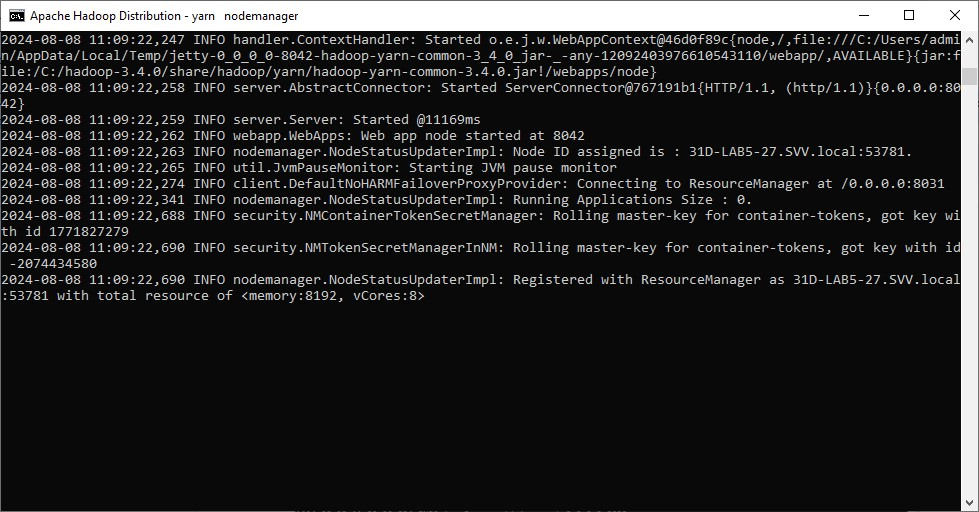 Apache Hadoop Distribution - yarn   nodemanager
2024-08-08 11:09:22,247 INFO handler.ContextHandler: Started o.e.j.w.WebAppContext@46d0f89c{node,/,file:///C:/Users/admi
n/AppData/Local/Temp/jetty-0_0_0_0-8042-hadoop-yarn-common-3_4_0_jar-_-any-12092403976610543110/webapp/,AVAILABLE}{jar:f
ile:/C:/hadoop-3.4.0/share/hadoop/yarn/hadoop-yarn-common-3.4.0.jar!/webapps/node}
2024-08-08 11:09:22,258 INFO server.AbstractConnector: Started ServerConnector@767191b1{HTTP/1.1, (http/1.1)}{0.0.0.0:80
42}
2024-08-08 11:09:22,259 INFO server.Server: Started @11169ms
2024-08-08 11:09:22,262 INFO webapp.WebApps: Web app node started at 8042
2024-08-08 11:09:22,263 INFO nodemanager.NodeStatusUpdaterImpl: Node ID assigned is : 31D-LAB5-27.SVV.local:53781.
2024-08-08 11:09:22,265 INFO util.JvmPauseMonitor: Starting JVM pause monitor
2024-08-08 11:09:22,274 INFO client.DefaultNoHARMFailoverProxyProvider: Connecting to ResourceManager at /0.0.0.0:8031
2024-08-08 11:09:22,341 INFO nodemanager.NodeStatusUpdaterImpl: Running Applications Size : 0.
2024-08-08 11:09:22,688 INFO security.NMContainerTokenSecretManager: Rolling master-key for container-tokens, got key wi
th id 1771827279
2024-08-08 11:09:22,690 INFO security.NMTokenSecretManagerInNM: Rolling master-key for container-tokens, got key with id
 -2074434580
2024-08-08 11:09:22,690 INFO nodemanager.NodeStatusUpdaterImpl: Registered with ResourceManager as 31D-LAB5-27.SVV.local
:53781 with total resource of <memory:8192, vCores:8>